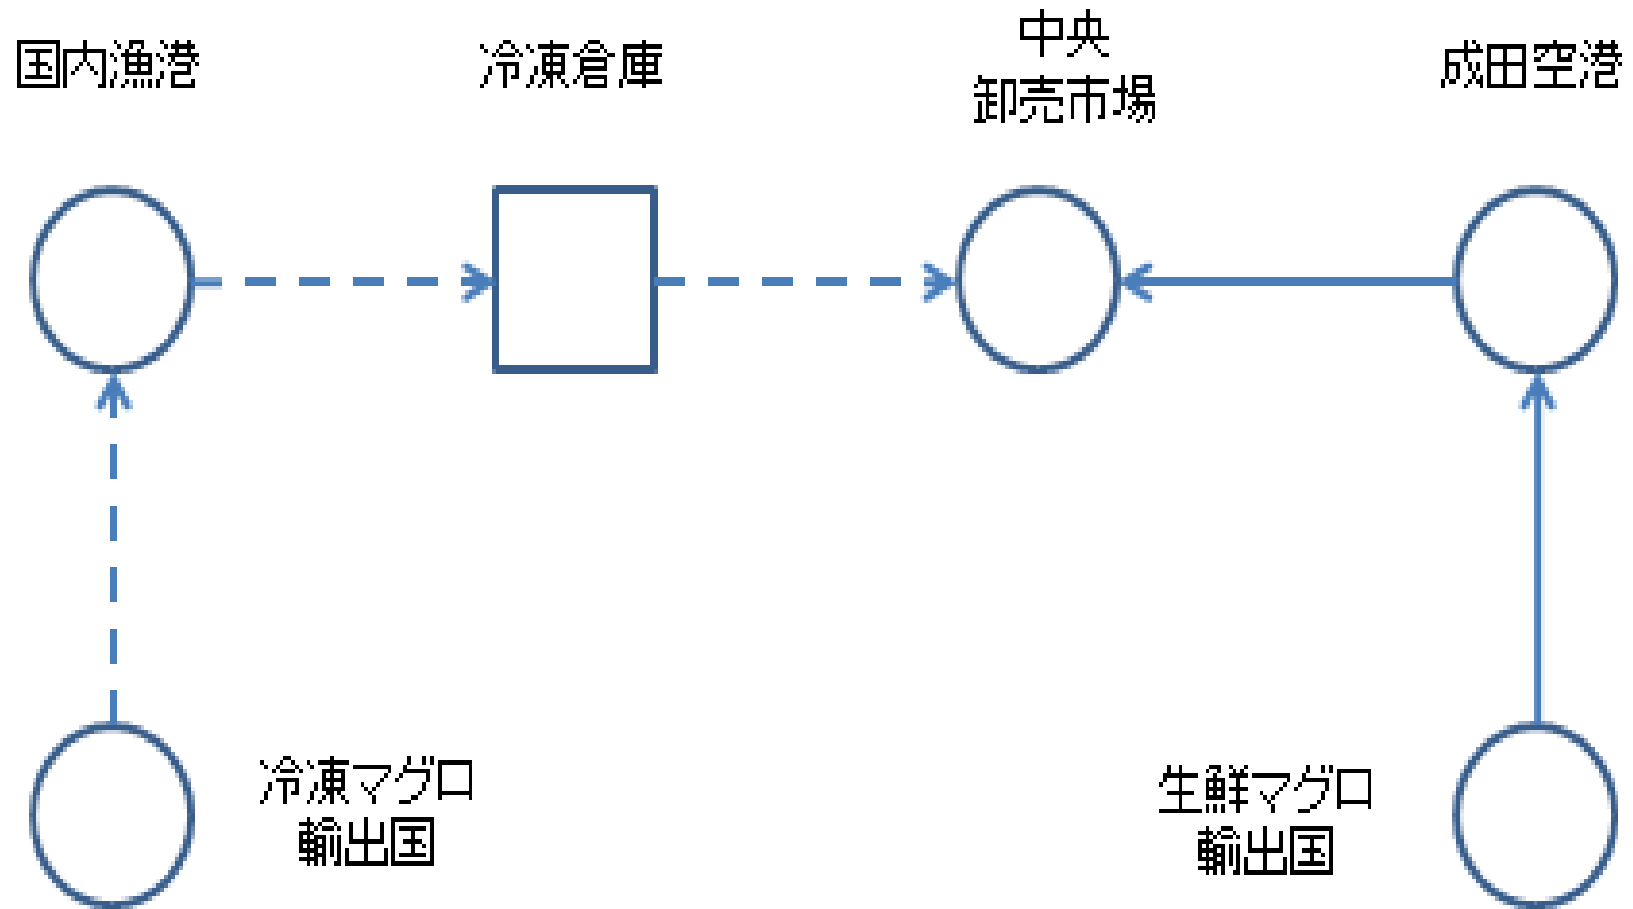 国内漁港
冷凍倉庫
中央
卸売市場
成田空港
冷凍マグロ
輸出国
生鮮マグロ
輸出国